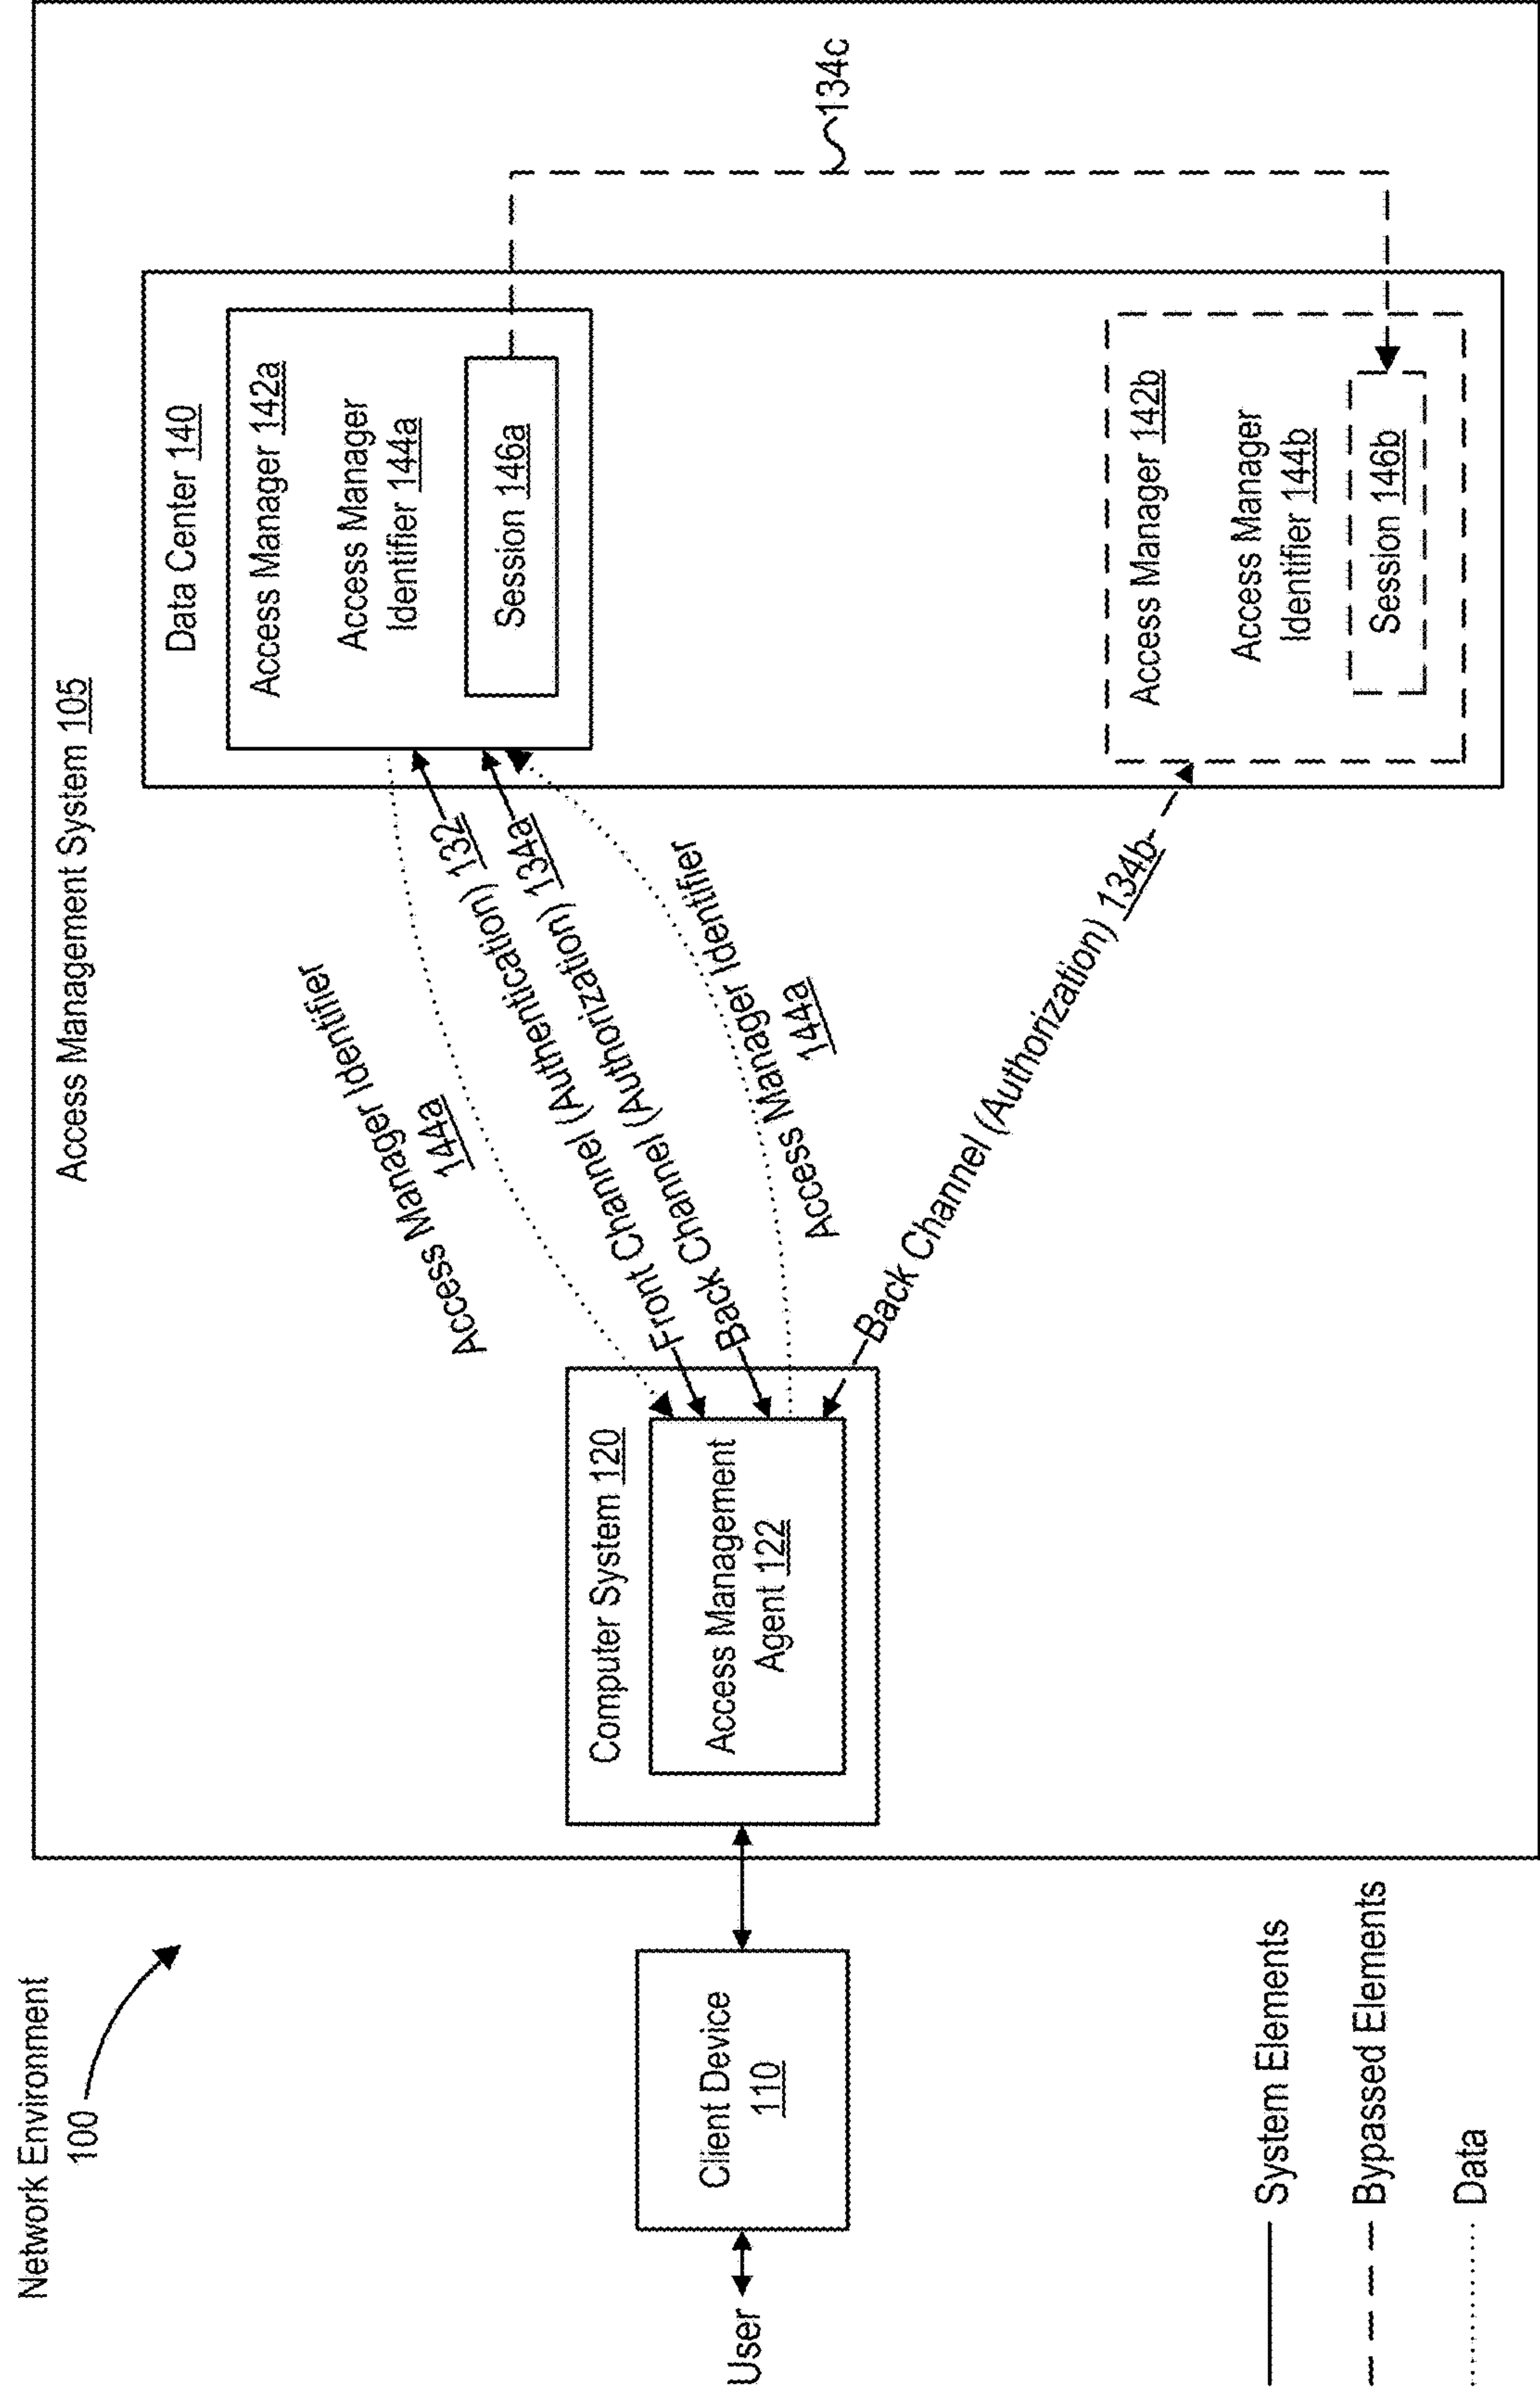 Network Environment
100
Access Management System 105
Data Center 140
Access Manager 142a
Access Manager
Identifier 144a
Session 146a
134c
Access Manager Identifier
144a
Front Channel (Authentication) 132
Back Channel (Authorization) 134a
Access Manager Identifier
144a
Computer System 120
Access Management
Agent 122
User
Client Device
110
Back Channel (Authorization) 134b
Access Manager 142b
Access Manager
Identifier 144b
Session 146b
System Elements
Bypassed Elements
Data